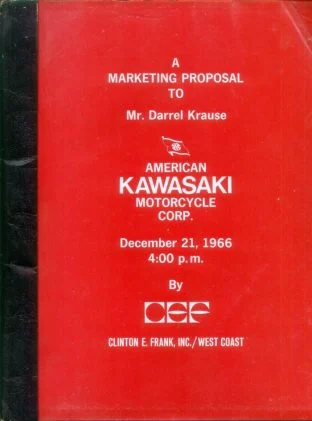 A
MARKETING PROPOSAL
TO
Mr. Darrel Krause
AMERICAN
KAWASAKI
MOTORCYCLE
CORP.
December 21, 1966
4:00 p.m.
By
CEF
CLINTON E. FRANK, INC./WEST COAST